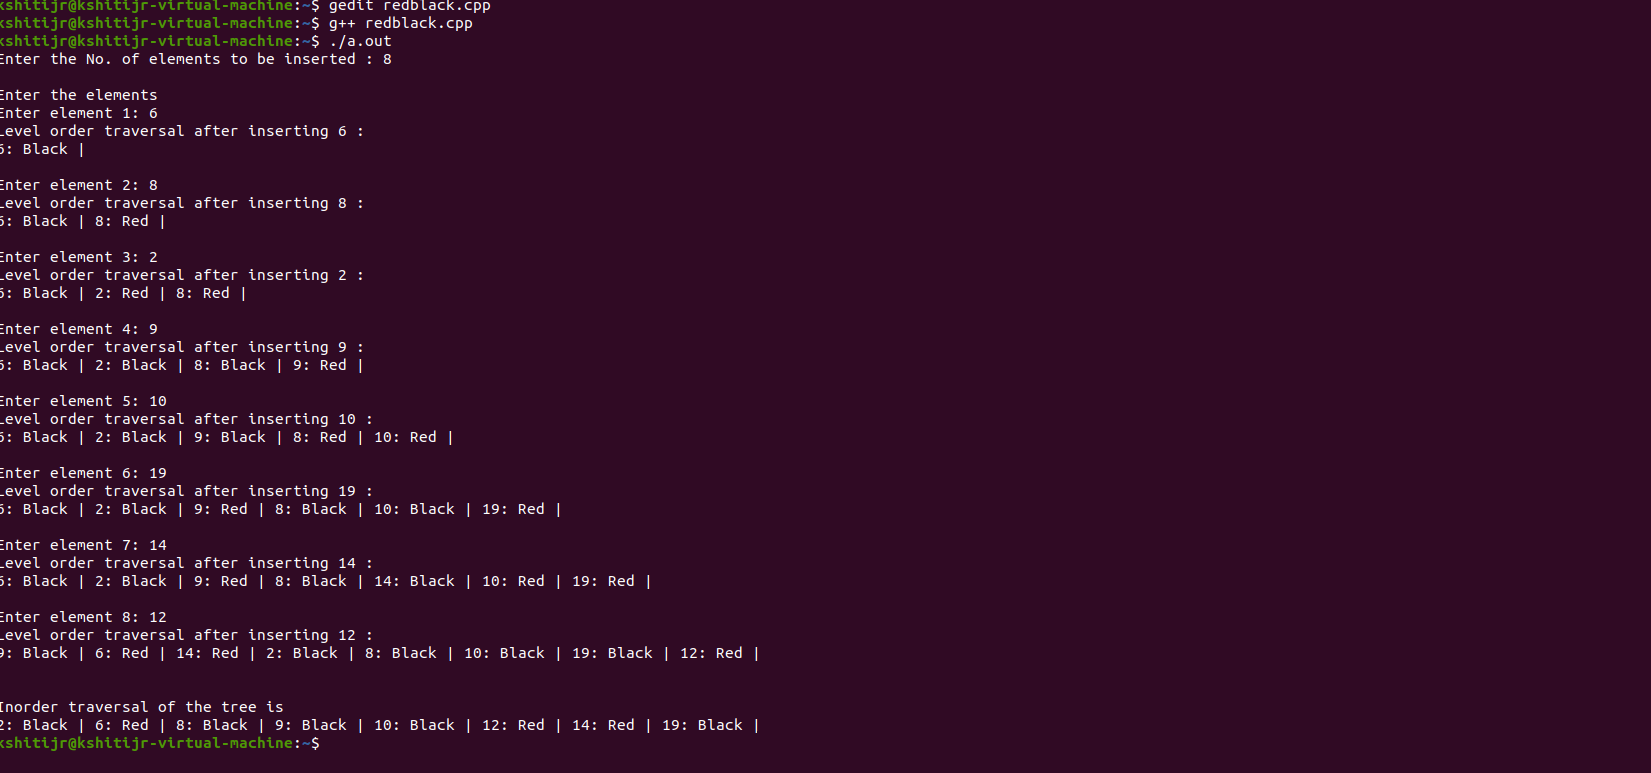 kshitijr@kshitijr-virtual-machine:~$ gedit redblack.cpp
kshitijr@kshitijr-virtual-machine:~$ g++ redblack.cpp
kshitijr@kshitijr-virtual-machine:~$ ./a.out
Enter the No. of elements to be inserted : 8
Enter the elements
Enter element 1: 6
Level order traversal after inserting 6 :
6: Black |
Enter element 2: 8
Level order traversal after inserting 8 :
6: Black | 8: Red |
Enter element 3: 2
Level order traversal after inserting 2 :
6: Black | 2: Red | 8: Red |
Enter element 4: 9
Level order traversal after inserting 9 :
6: Black | 2: Black | 8: Black | 9: Red |
Enter element 5: 10
Level order traversal after inserting 10 :
6: Black | 2: Black | 9: Black | 8: Red | 10: Red |
Enter element 6: 19
Level order traversal after inserting 19 :
6: Black | 2: Black | 9: Red | 8: Black | 10: Black | 19: Red |
Enter element 7: 14
Level order traversal after inserting 14 :
6: Black | 2: Black | 9: Red | 8: Black | 14: Black | 10: Red | 19: Red |
Enter element 8: 12
Level order traversal after inserting 12 :
9: Black | 6: Red | 14: Red | 2: Black | 8: Black | 10: Black | 19: Black | 12: Red |
Inorder traversal of the tree is
2: Black | 6: Red | 8: Black | 9: Black | 10: Black | 12: Red | 14: Red | 19: Black |
kshitijr@kshitijr-virtual-machine:~$